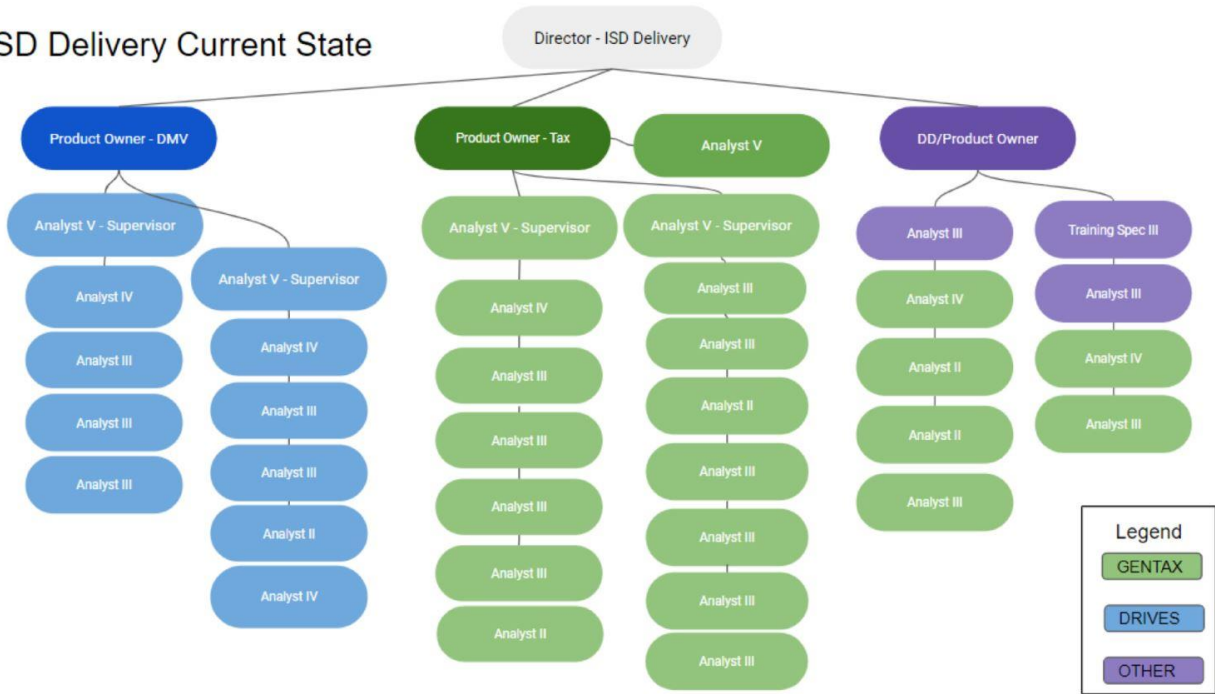 SD Delivery Current State
Director - ISD Delivery
Product Owner - DMV
Analyst V - Supervisor
Analyst IV
Analyst III
Analyst III
Analyst III
Analyst V - Supervisor
Analyst IV
Analyst III
Analyst III
Analyst II
Analyst IV
Product Owner - Tax
Analyst V
Analyst V - Supervisor
Analyst IV
Analyst III
Analyst III
Analyst III
Analyst III
Analyst II
Analyst V - Supervisor
Analyst III
Analyst III
Analyst II
Analyst III
Analyst III
Analyst III
Analyst III
DD/Product Owner
Analyst III
Analyst IV
Analyst II
Analyst II
Analyst III
Training Spec III
Analyst III
Analyst IV
Analyst III
Legend
GENTAX
DRIVES
OTHER